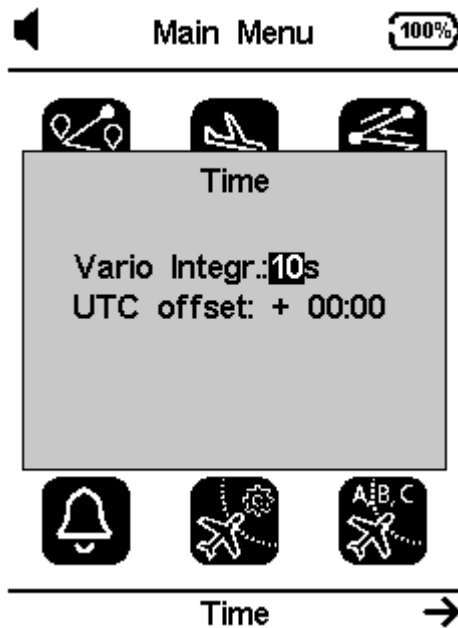 Main Menu 100%
Time
Vario Integr.:10s
UTC offset: + 00:00
A,B,C
Time